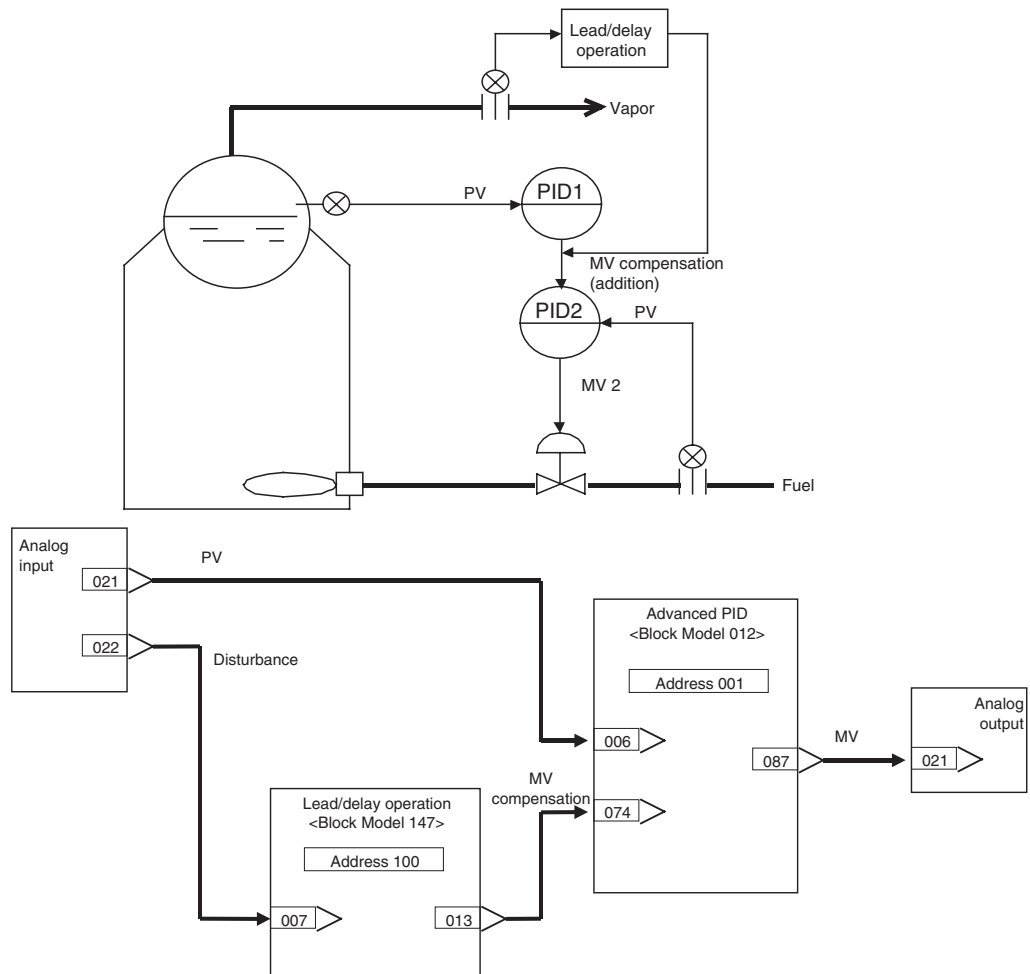 Lead/delay
operation
Vapor
PV
PID1
MV compensation
(addition)
PID2
PV
MV 2
Fuel
Analog
input
021
PV
022
Disturbance
Advanced PID
<Block Model 012>
Address 001
006
087
MV
Analog
output
021
MV
compensation
074
Lead/delay operation
<Block Model 147>
Address 100
007
013